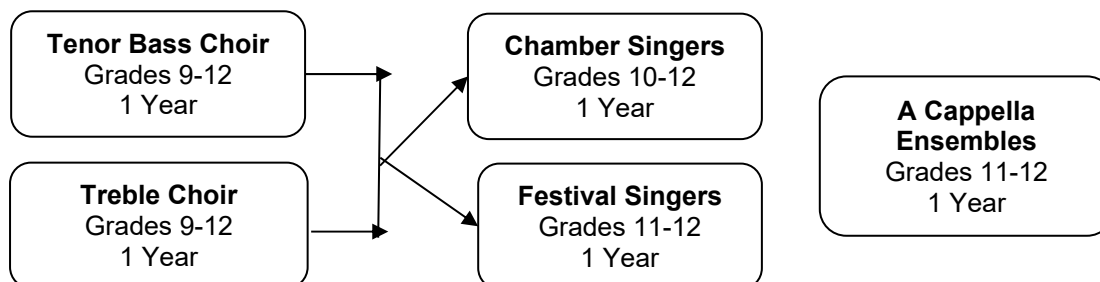 Tenor Bass Choir
Grades 9-12
1 Year
Treble Choir
Grades 9-12
1 Year
Chamber Singers
Grades 10-12
1 Year
Festival Singers
Grades 11-12
1 Year
A Cappella
Ensembles
Grades 11-12
1 Year